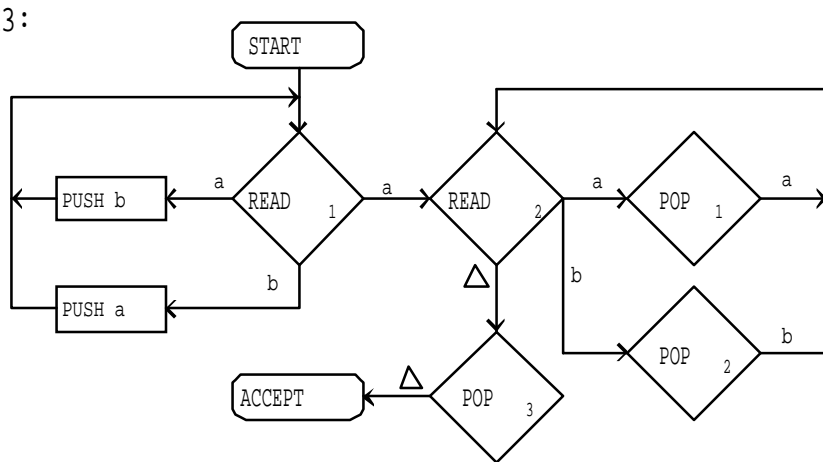 3:
START
a
PUSH b
a
READ 1
a
READ 2
a
POP 1
a
b
PUSH a
Δ
b
POP 2
b
ACCEPT
Δ
POP 3